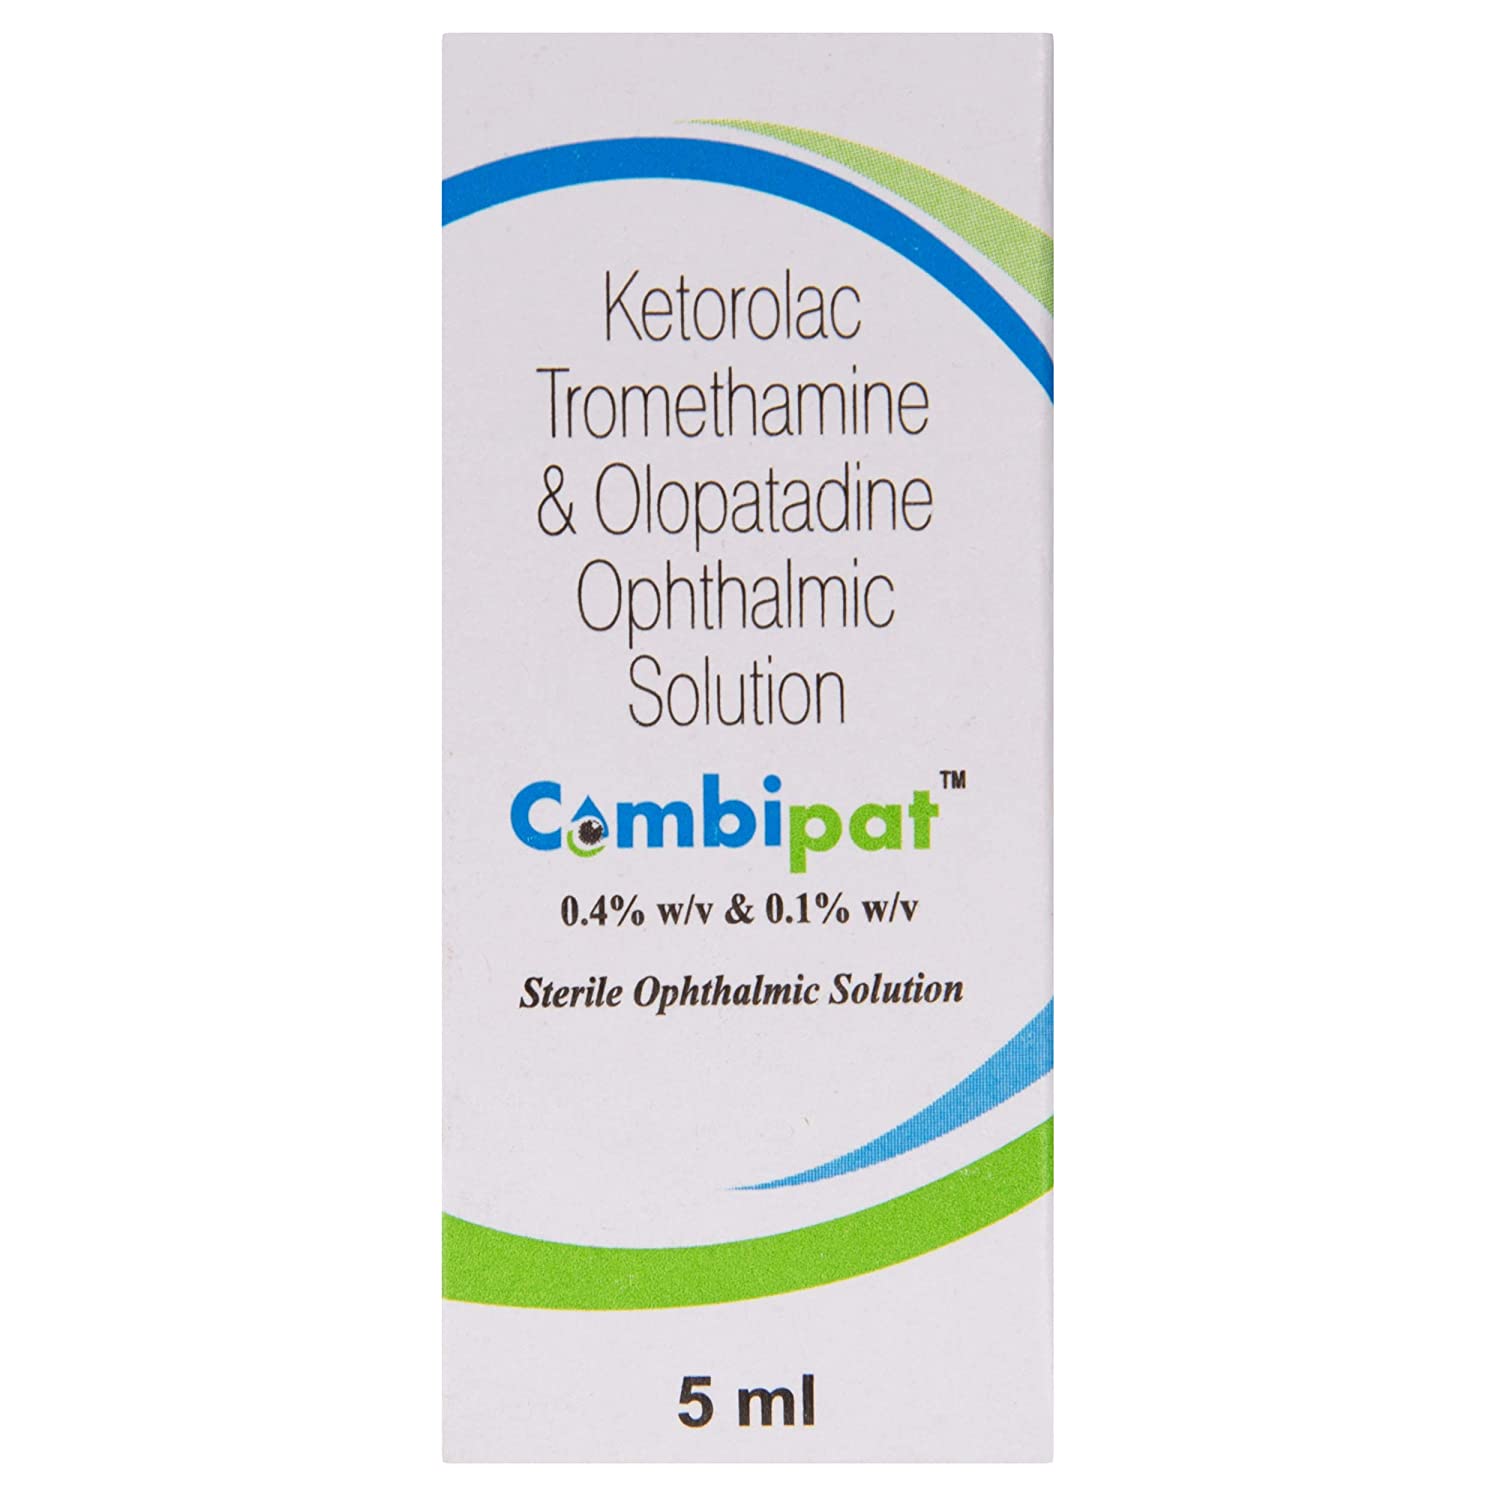 Ketorolac
Tromethamine
& Olopatadine
Ophthalmic
Solution
Combipat™
0.4% w/v & 0.1% w/v
Sterile Ophthalmic Solution
5 ml